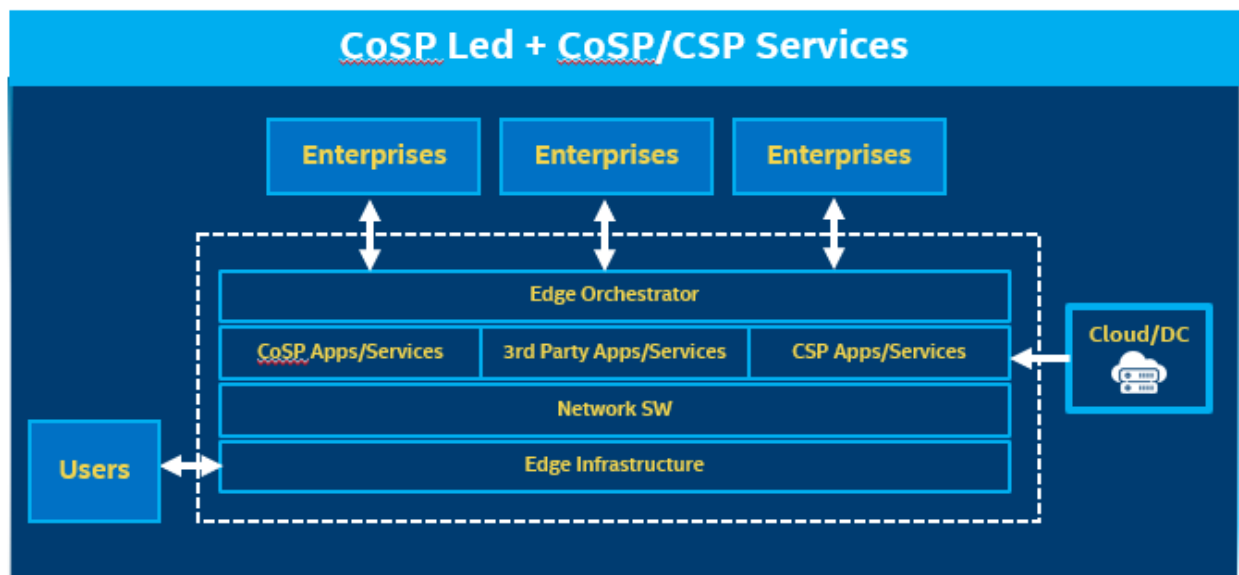 CoSP Led + CoSP/CSP Services
Enterprises
Enterprises
Enterprises
Edge Orchestrator
CoSP Apps/Services
3rd Party Apps/Services
CSP Apps/Services
Cloud/DC
Network SW
Users
Edge Infrastructure